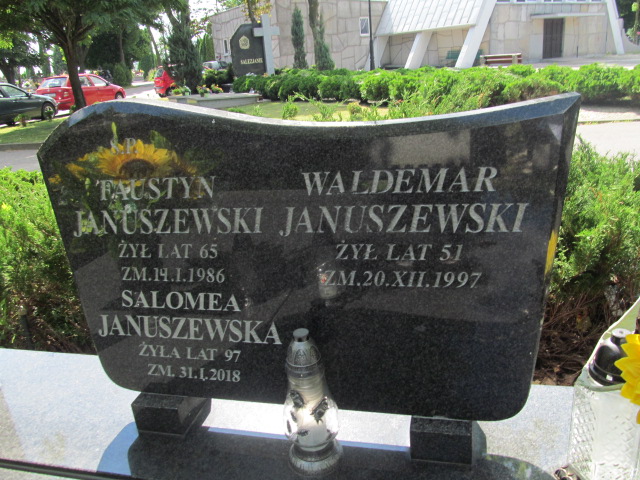 Ś.P.
FAUSTYN
JANUSZEWSKI
ŻYŁ LAT 65
ZM. 14.I.1986
SALOMEA
JANUSZEWSKA
ŻYŁA LAT 97
ZM. 31.I.2018
WALDEMAR
JANUSZEWSKI
ŻYŁ LAT 51
ZM. 20.XII.1997
SALEZJANIE